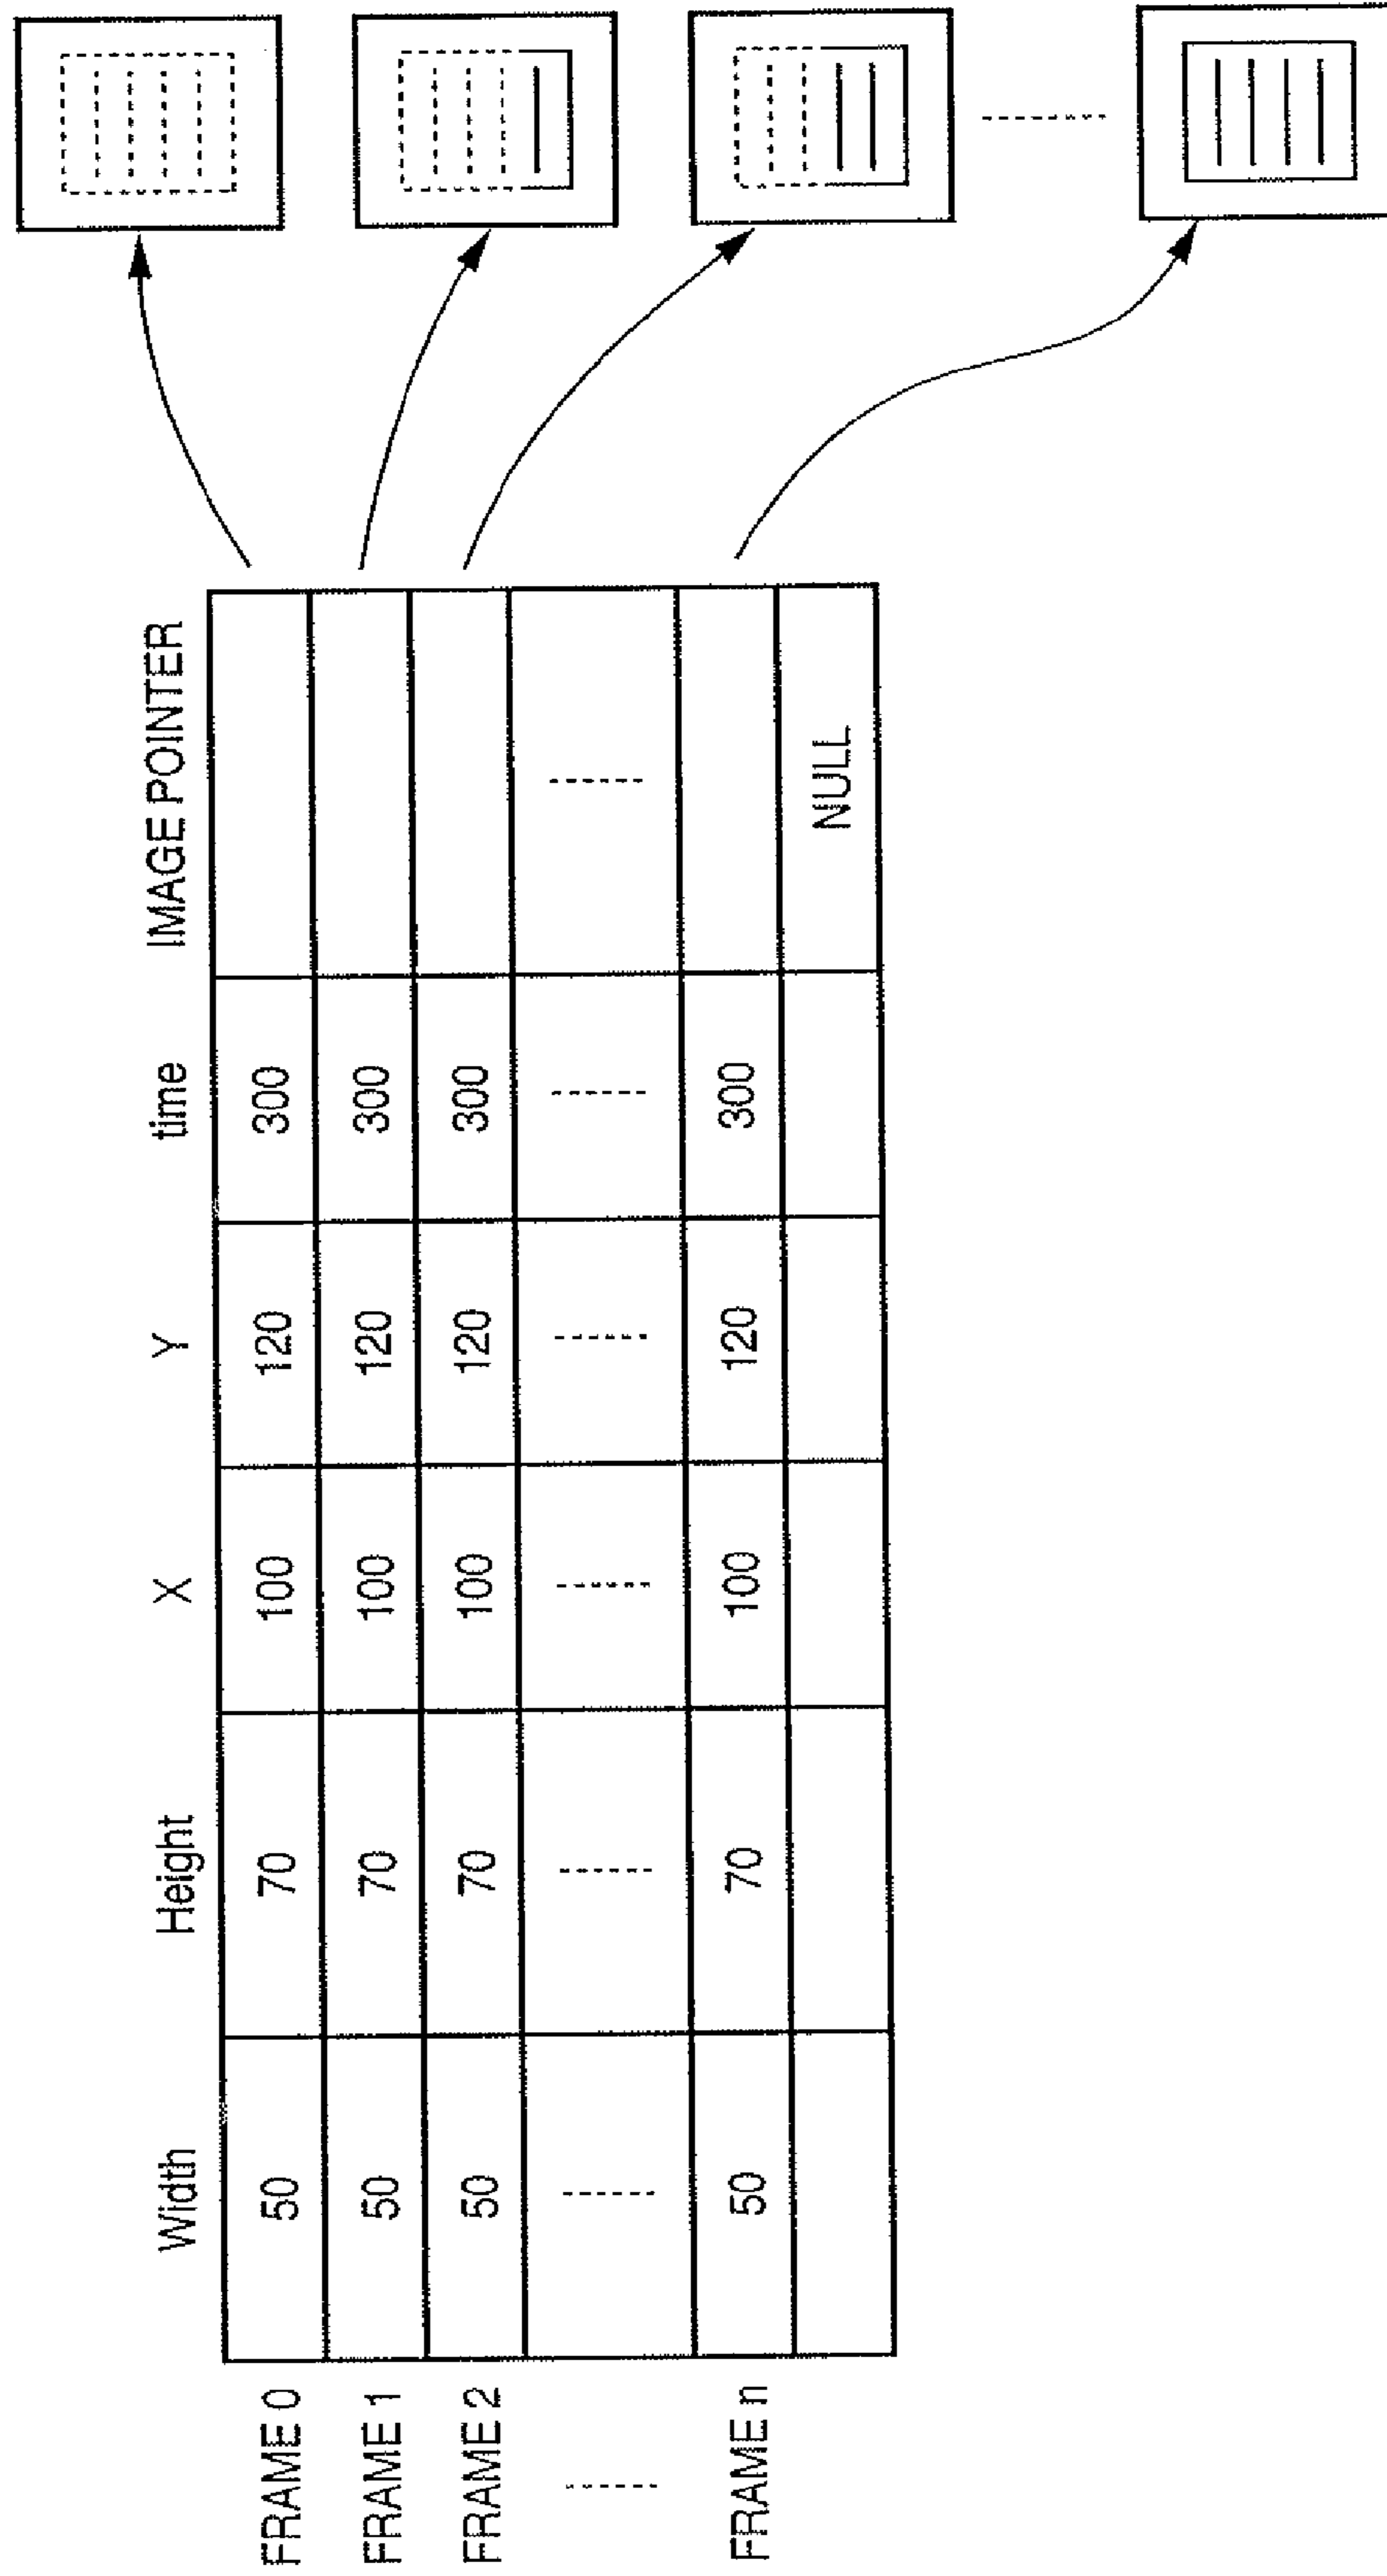 Width Height X Y time IMAGE POINTER
FRAME 0 50 70 100 120 300
FRAME 1 50 70 100 120 300
FRAME 2 50 70 100 120 300
FRAME n 50 70 100 120 300
NULL